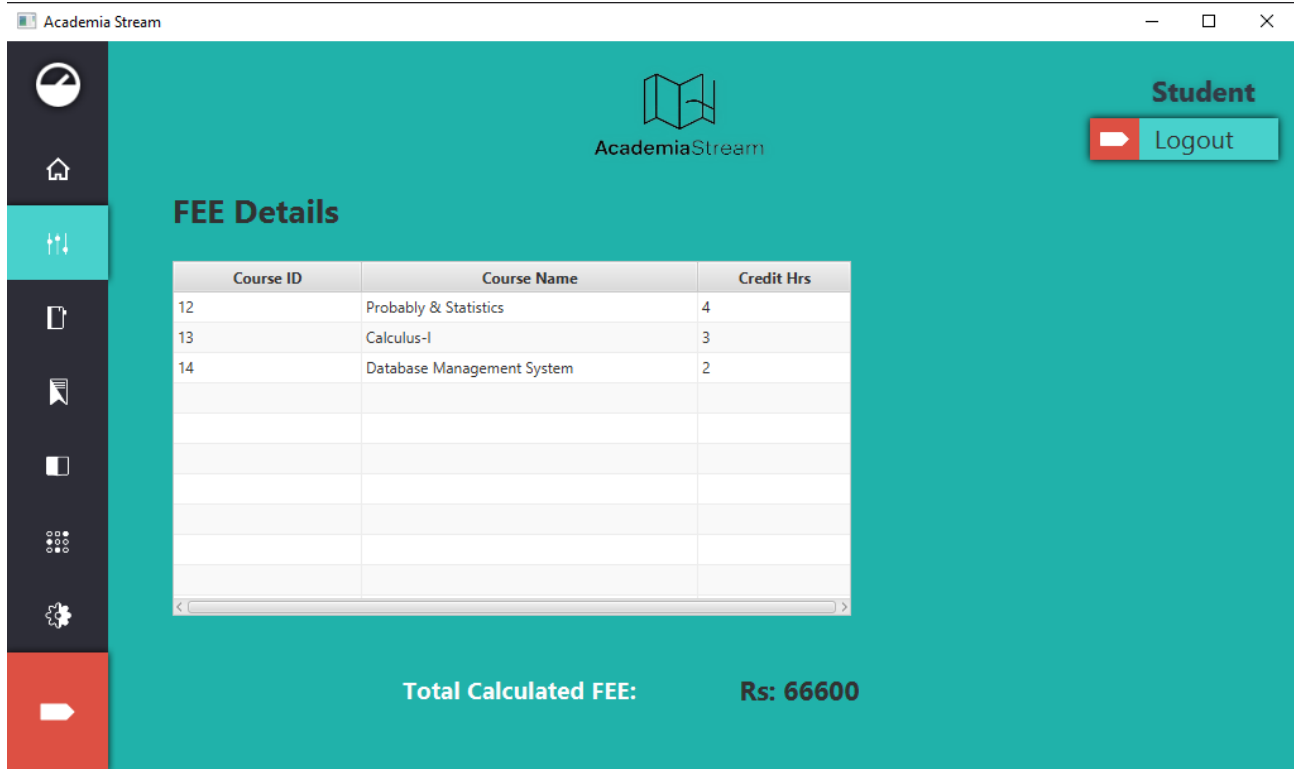 Academia Stream
AcademiaStream
Student
Logout
FEE Details
Course ID Course Name Credit Hrs
12 Probably & Statistics 4
13 Calculus-I 3
14 Database Management System 2
Total Calculated FEE: Rs: 66600